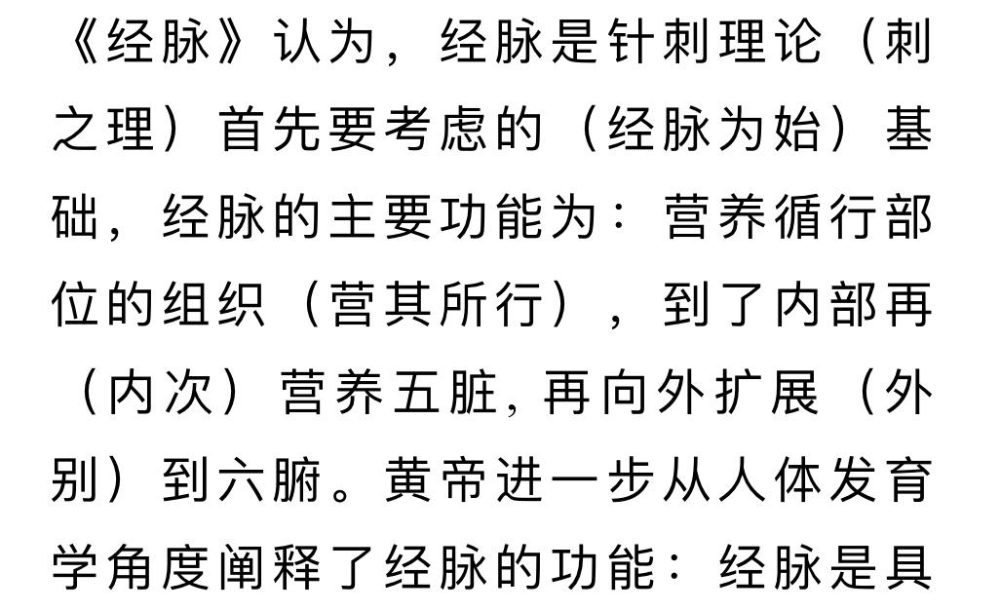 《经脉》认为，经脉是针刺理论（刺
之理）首先要考虑的（经脉为始）基
础，经脉的主要功能为：营养循行部
位的组织（营其所行），到了内部再
（内次）营养五脏，再向外扩展（外
别）到六腑。黄帝进一步从人体发育
学角度阐释了经脉的功能：经脉是具